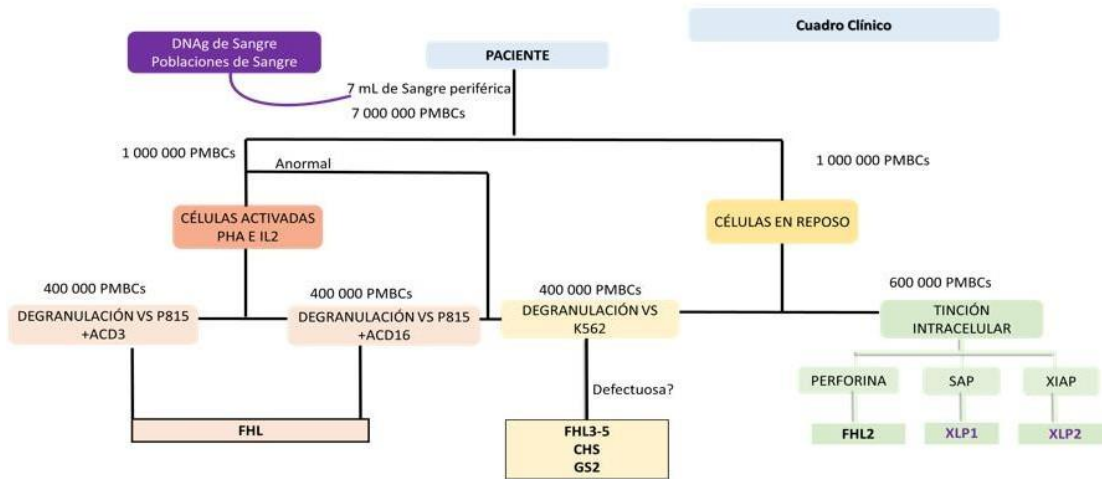 Cuadro Clínico
DNAg de Sangre
Poblaciones de Sangre
PACIENTE
7 mL de Sangre periférica
7 000 000 PMBCs
1 000 000 PMBCs
Anormal
1 000 000 PMBCs
CÉLULAS ACTIVADAS
PHA E IL2
CÉLULAS EN REPOSO
400 000 PMBCs
400 000 PMBCs
400 000 PMBCs
600 000 PMBCs
DEGRANULACIÓN VS P815
+ACD3
DEGRANULACIÓN VS P815
+ACD16
DEGRANULACIÓN VS
K562
TINCIÓN
INTRACELULAR
PERFORINA
SAP
XIAP
Defectuosa?
FHL
FHL3-5
CHS
GS2
FHL2
XLP1
XLP2